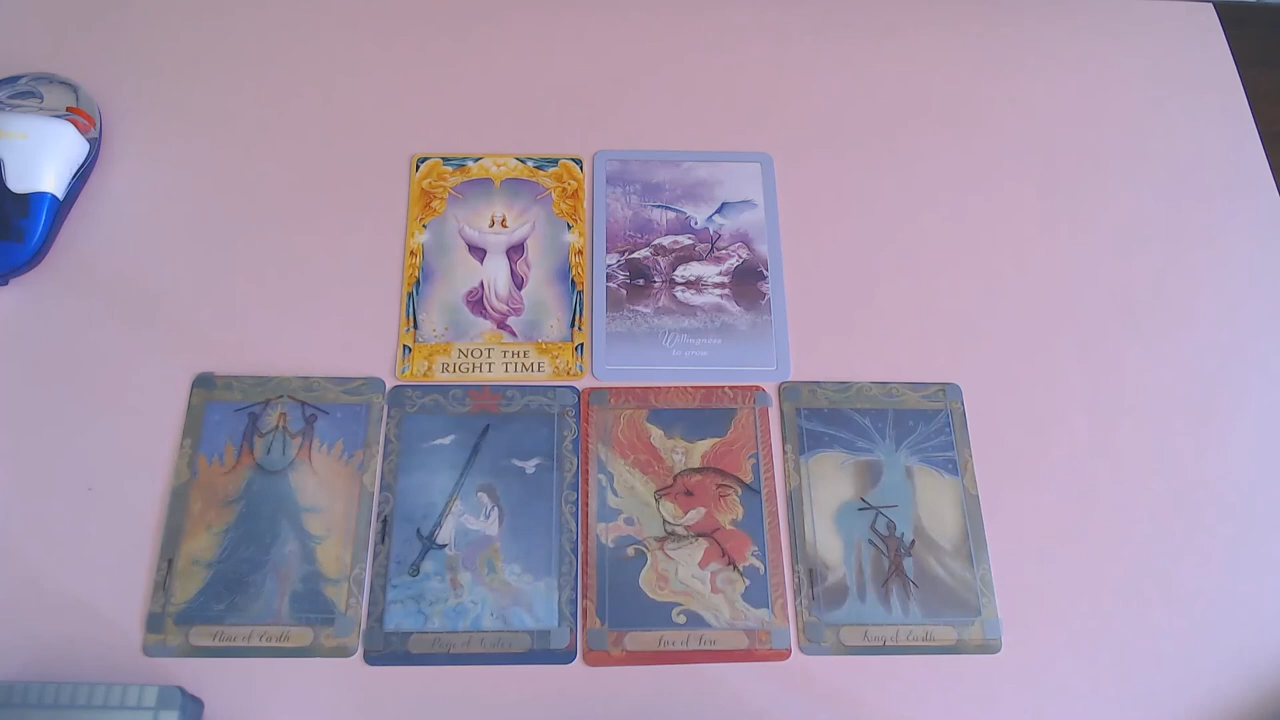 NOT THE
RIGHT TIME
Willingness
to grow
Nine of Earth
Page of Water
Five of Fire
King of Earth